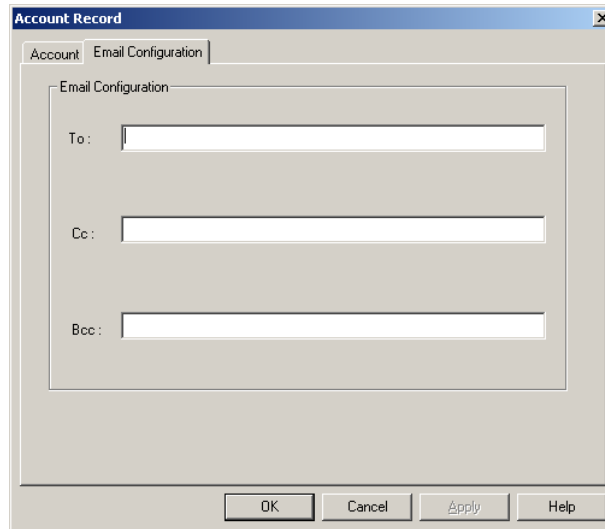 Account Record
Account Email Configuration
Email Configuration
To :
Cc :
Bcc :
OK Cancel Apply Help